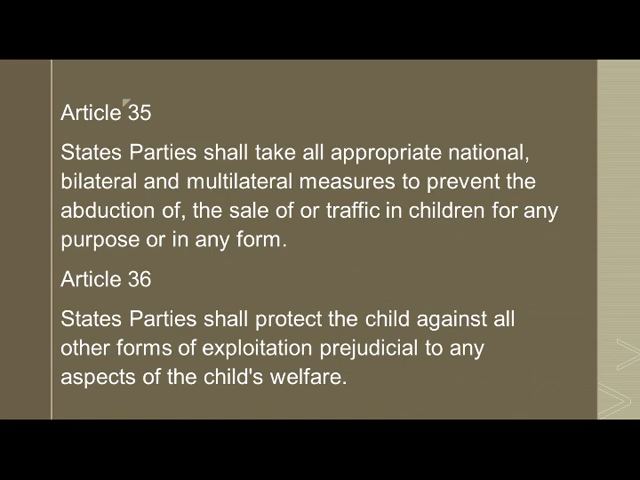 Article 35
States Parties shall take all appropriate national,
bilateral and multilateral measures to prevent the
abduction of, the sale of or traffic in children for any
purpose or in any form.
Article 36
States Parties shall protect the child against all
other forms of exploitation prejudicial to any
aspects of the child's welfare.